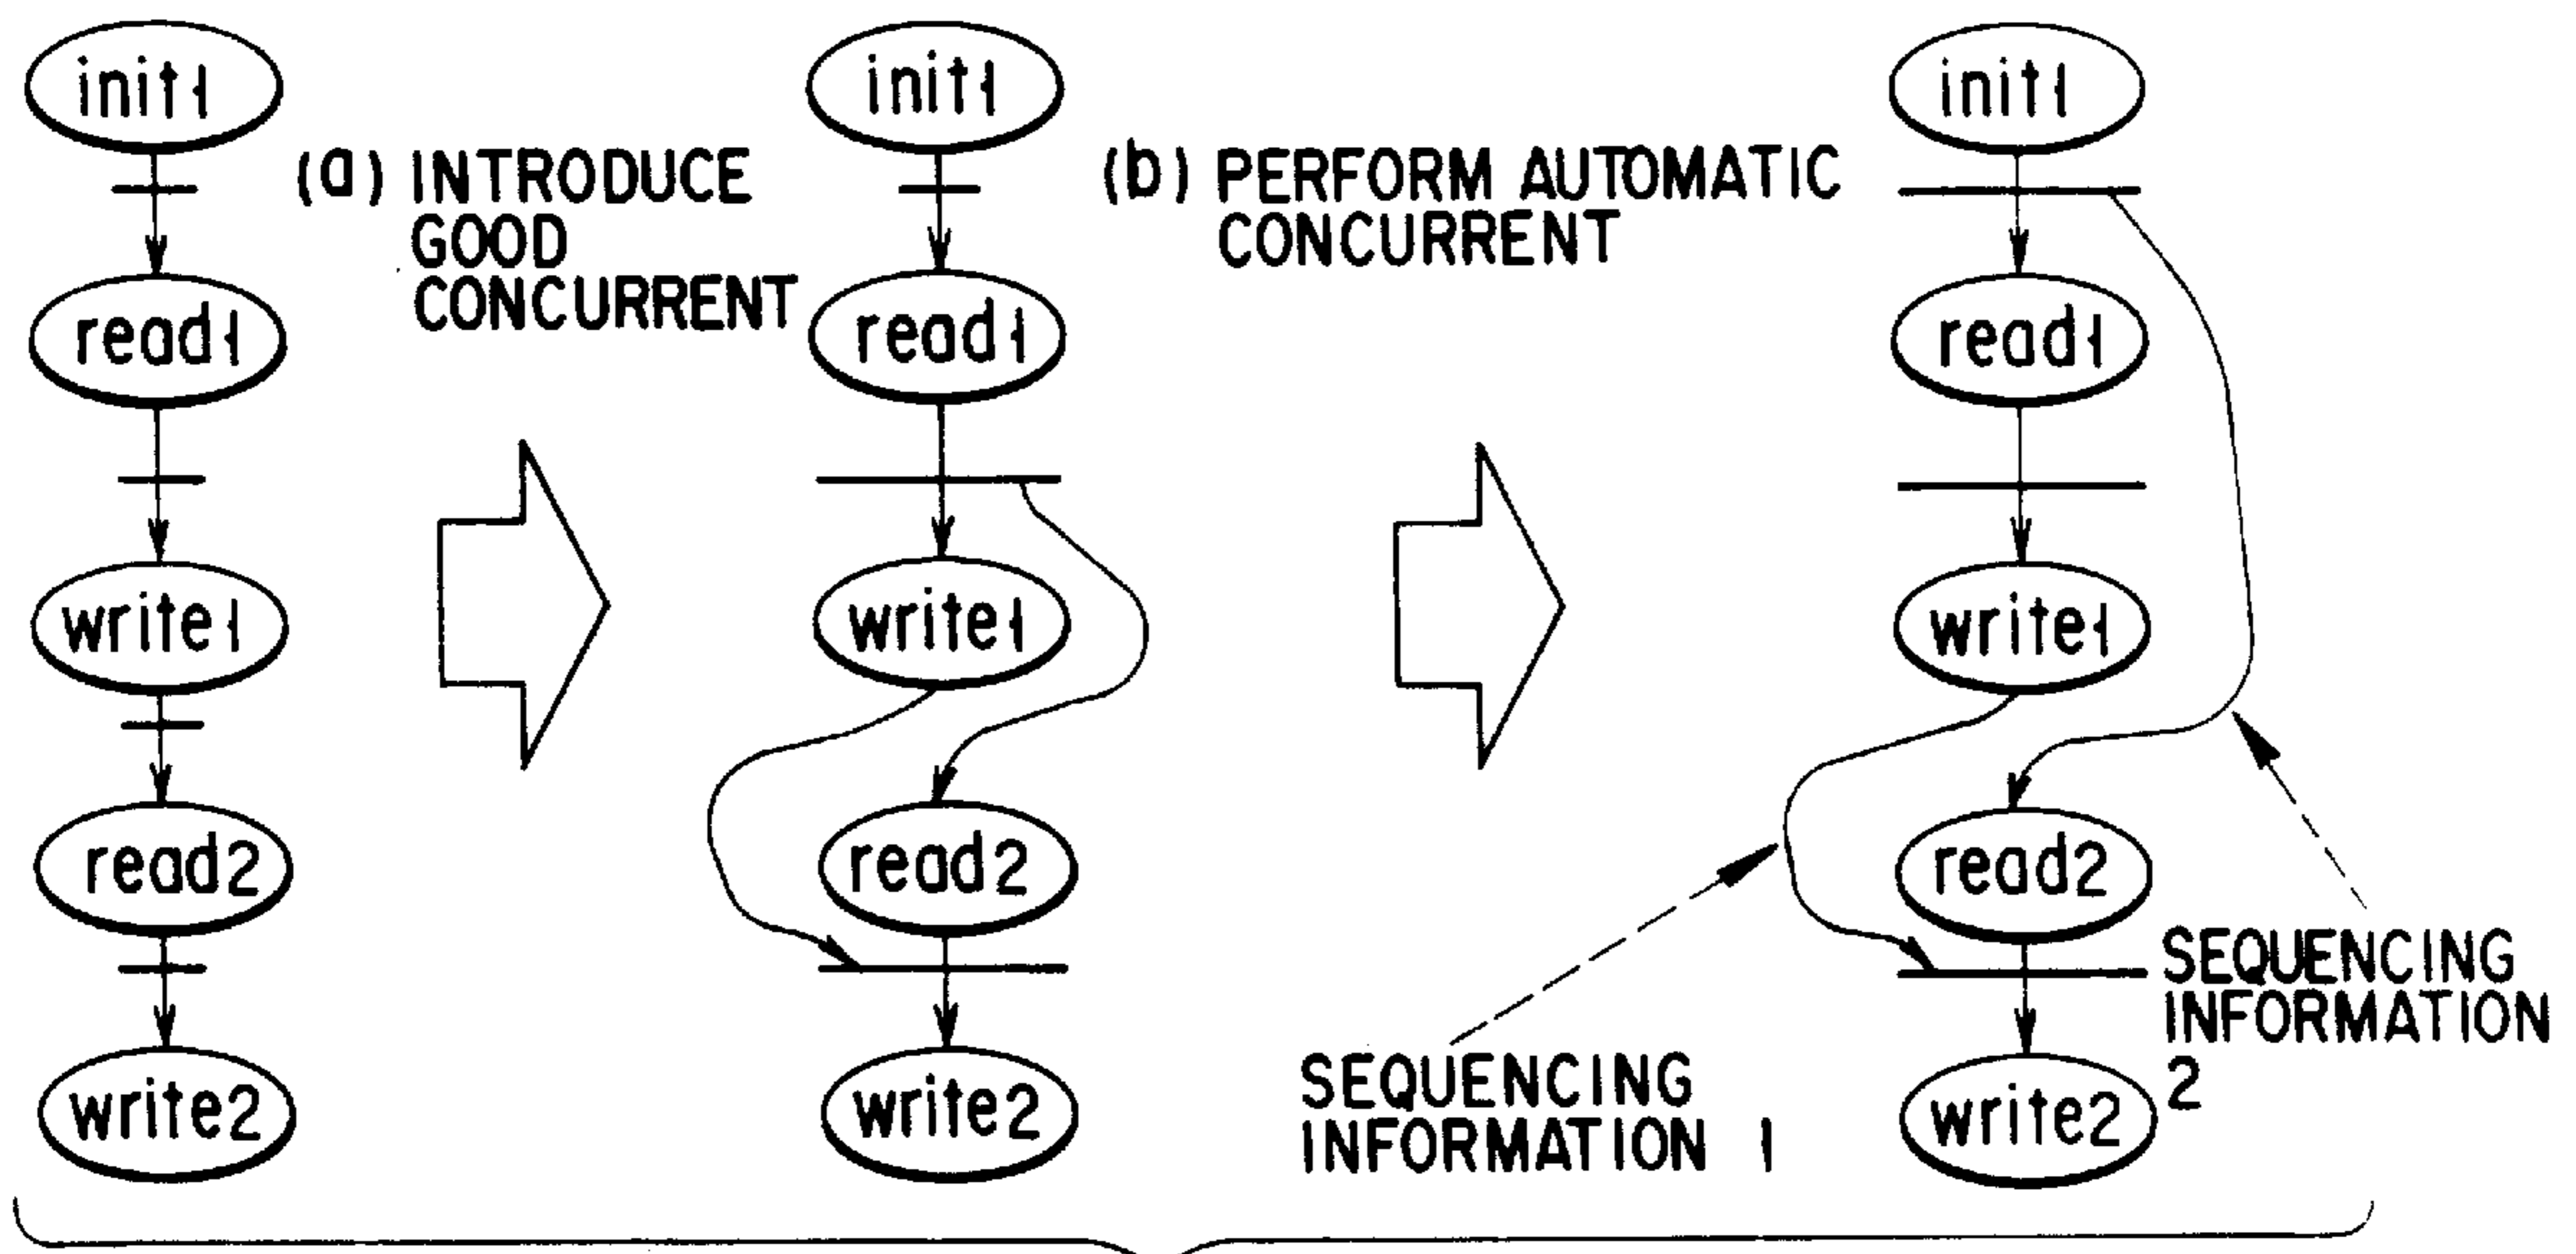 init1
read1
write1
read2
write2
(a) INTRODUCE
GOOD
CONCURRENT
init1
read1
write1
read2
write2
(b) PERFORM AUTOMATIC
CONCURRENT
init1
read1
write1
read2
write2
SEQUENCING
INFORMATION 1
SEQUENCING
INFORMATION
2